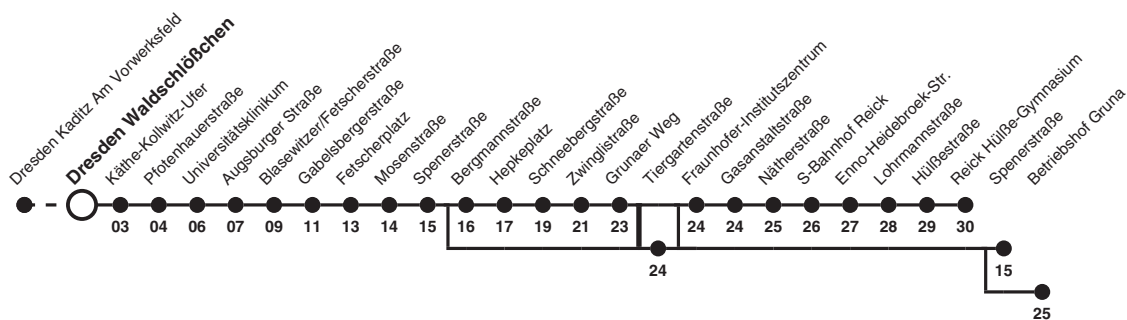 Dresden Kaditz Am Vorwerksfeld
Dresden Waldschlößchen
Käthe-Kollwitz-Ufer
Pfotenhauerstraße
Universitätsklinikum
Augsburger Straße
Blasewitzer/Fetscherstraße
Gabelsbergerstraße
Fetscherplatz
Mosenstraße
Spenerstraße
Bergmannstraße
Hepkeplatz
Schneebergstraße
Zwinglistraße
Grunaer Weg
Tiergartenstraße
Fraunhofer-Institutszentrum
Gasanstaltstraße
Nätherstraße
S-Bahnhof Reick
Enno-Heidebroek-Str.
Lohrmannstraße
Hülßestraße
Reick Hülße-Gymnasium
Spenerstraße
Betriebshof Gruna
03 04 06 07 09 11 13 14 15 16 17 19 21 23 24 24 25 26 27 28 29 30
24 15
25